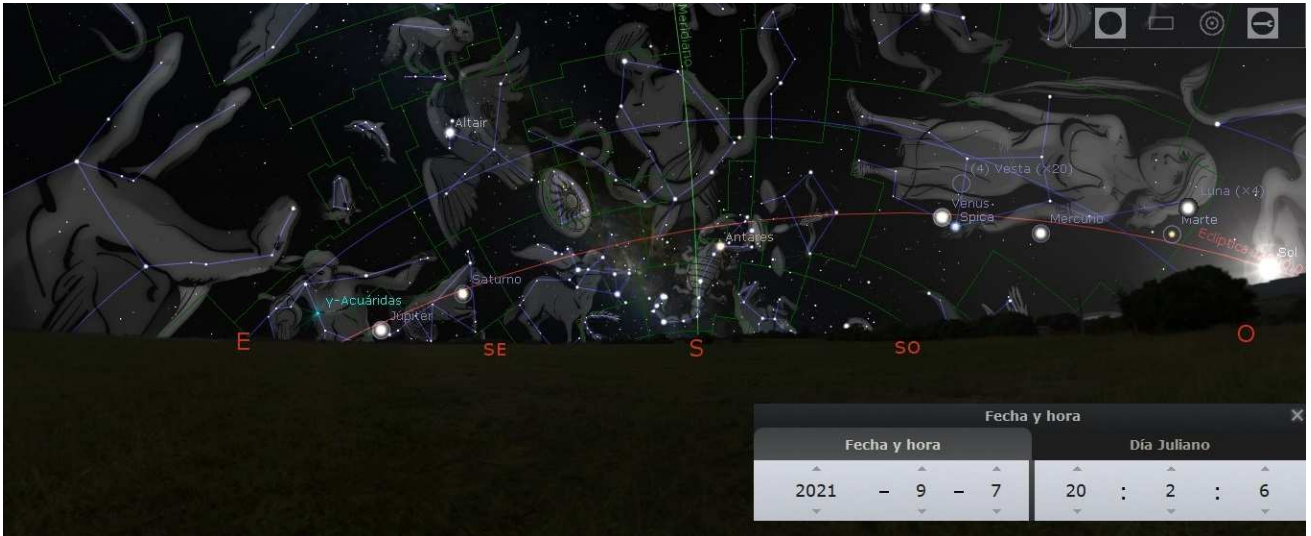 Meridiano
Altair
(4) Vesta (×20)
Luna (×4)
Venus
Spica
Mercurio
Marte
Antares
Eclíptica
Sol
Saturno
γ-Acuáridas
Júpiter
E
SE
S
SO
O
Fecha y hora ×
Fecha y hora Día Juliano
2021 – 9 – 7 20 : 2 : 6